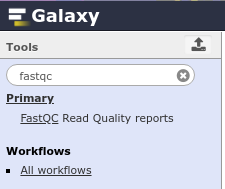 Galaxy
Tools
fastqc
Primary
FastQC Read Quality reports
Workflows
All workflows